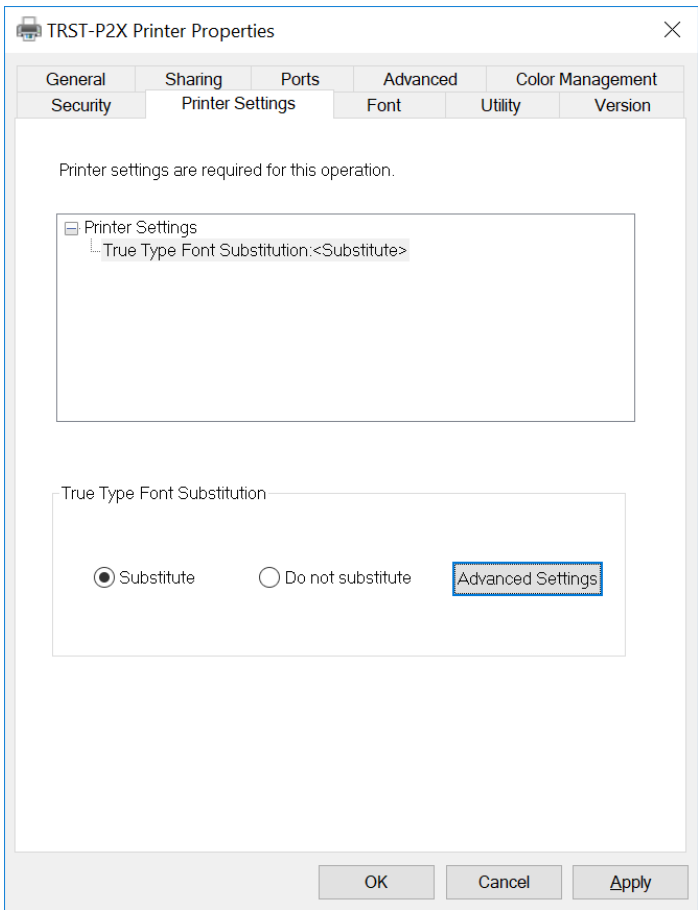 TRST-P2X Printer Properties
General Sharing Ports Advanced Color Management
Security Printer Settings Font Utility Version
Printer settings are required for this operation.
Printer Settings
True Type Font Substitution:<Substitute>
True Type Font Substitution
Substitute Do not substitute Advanced Settings
OK Cancel Apply